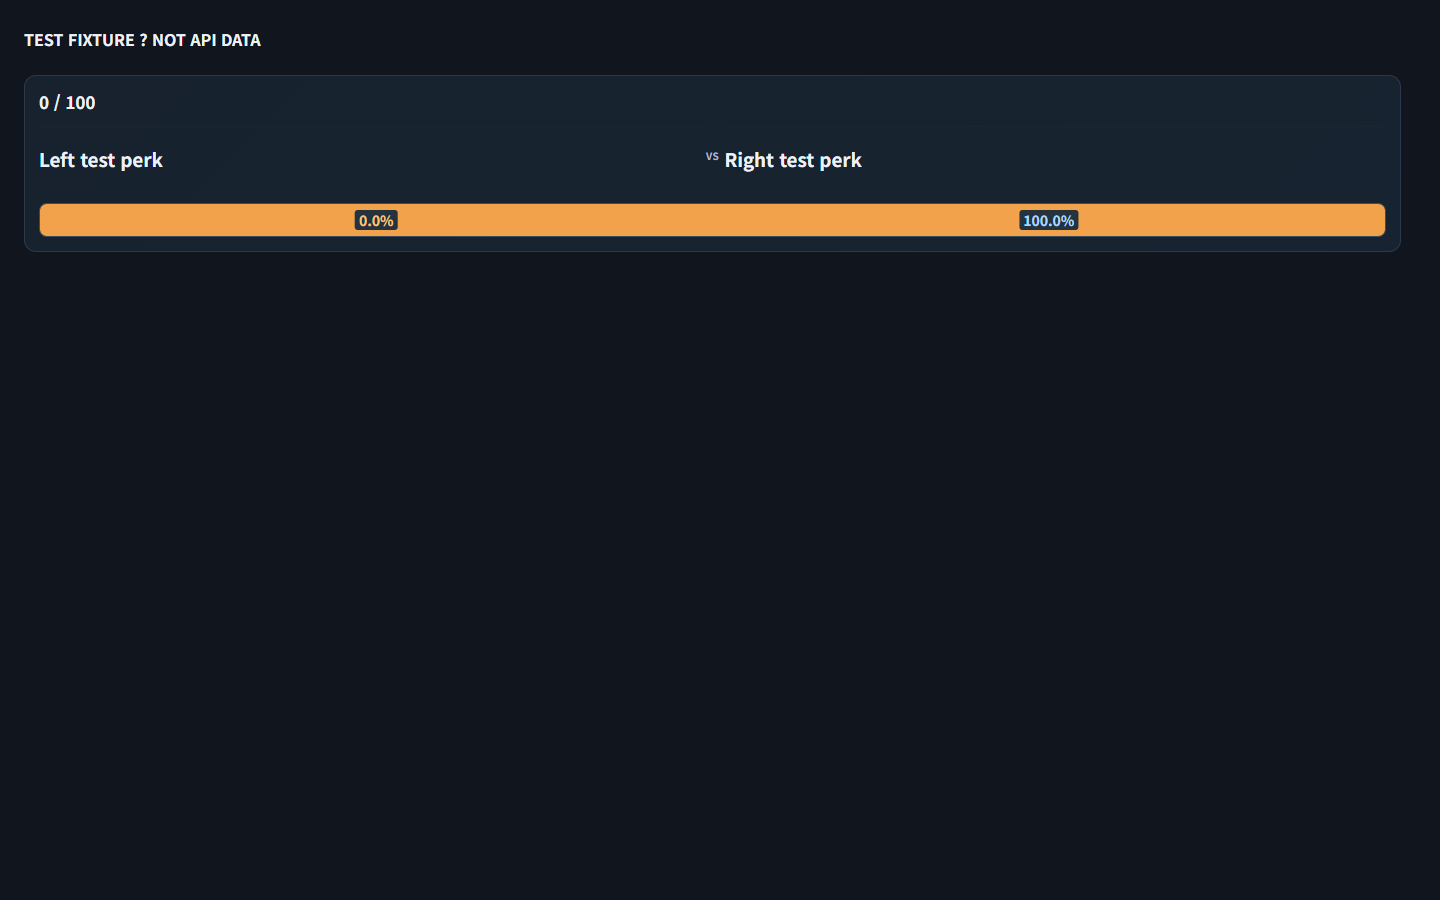 TEST FIXTURE ? NOT API DATA
0 / 100
Left test perk
vs Right test perk
0.0%
100.0%